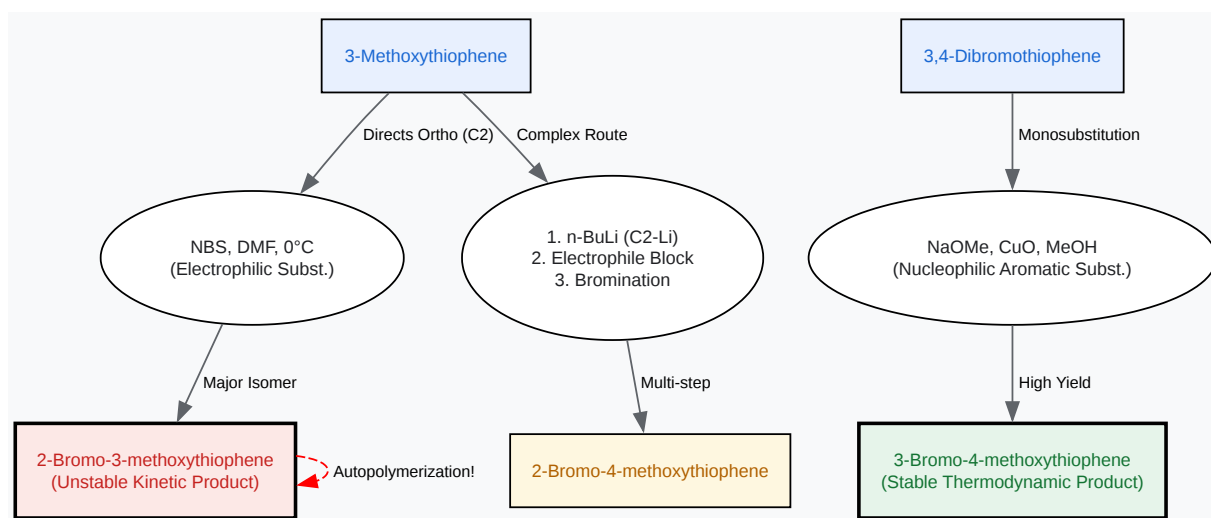 3-Methoxythiophene
3,4-Dibromothiophene
Directs Ortho (C2)
Complex Route
Monosubstitution
NBS, DMF, 0°C
(Electrophilic Subst.)
1. n-BuLi (C2-Li)
2. Electrophile Block
3. Bromination
NaOMe, CuO, MeOH
(Nucleophilic Aromatic Subst.)
Major Isomer
Multi-step
High Yield
2-Bromo-3-methoxythiophene
(Unstable Kinetic Product)
Autopolymerization!
2-Bromo-4-methoxythiophene
3-Bromo-4-methoxythiophene
(Stable Thermodynamic Product)